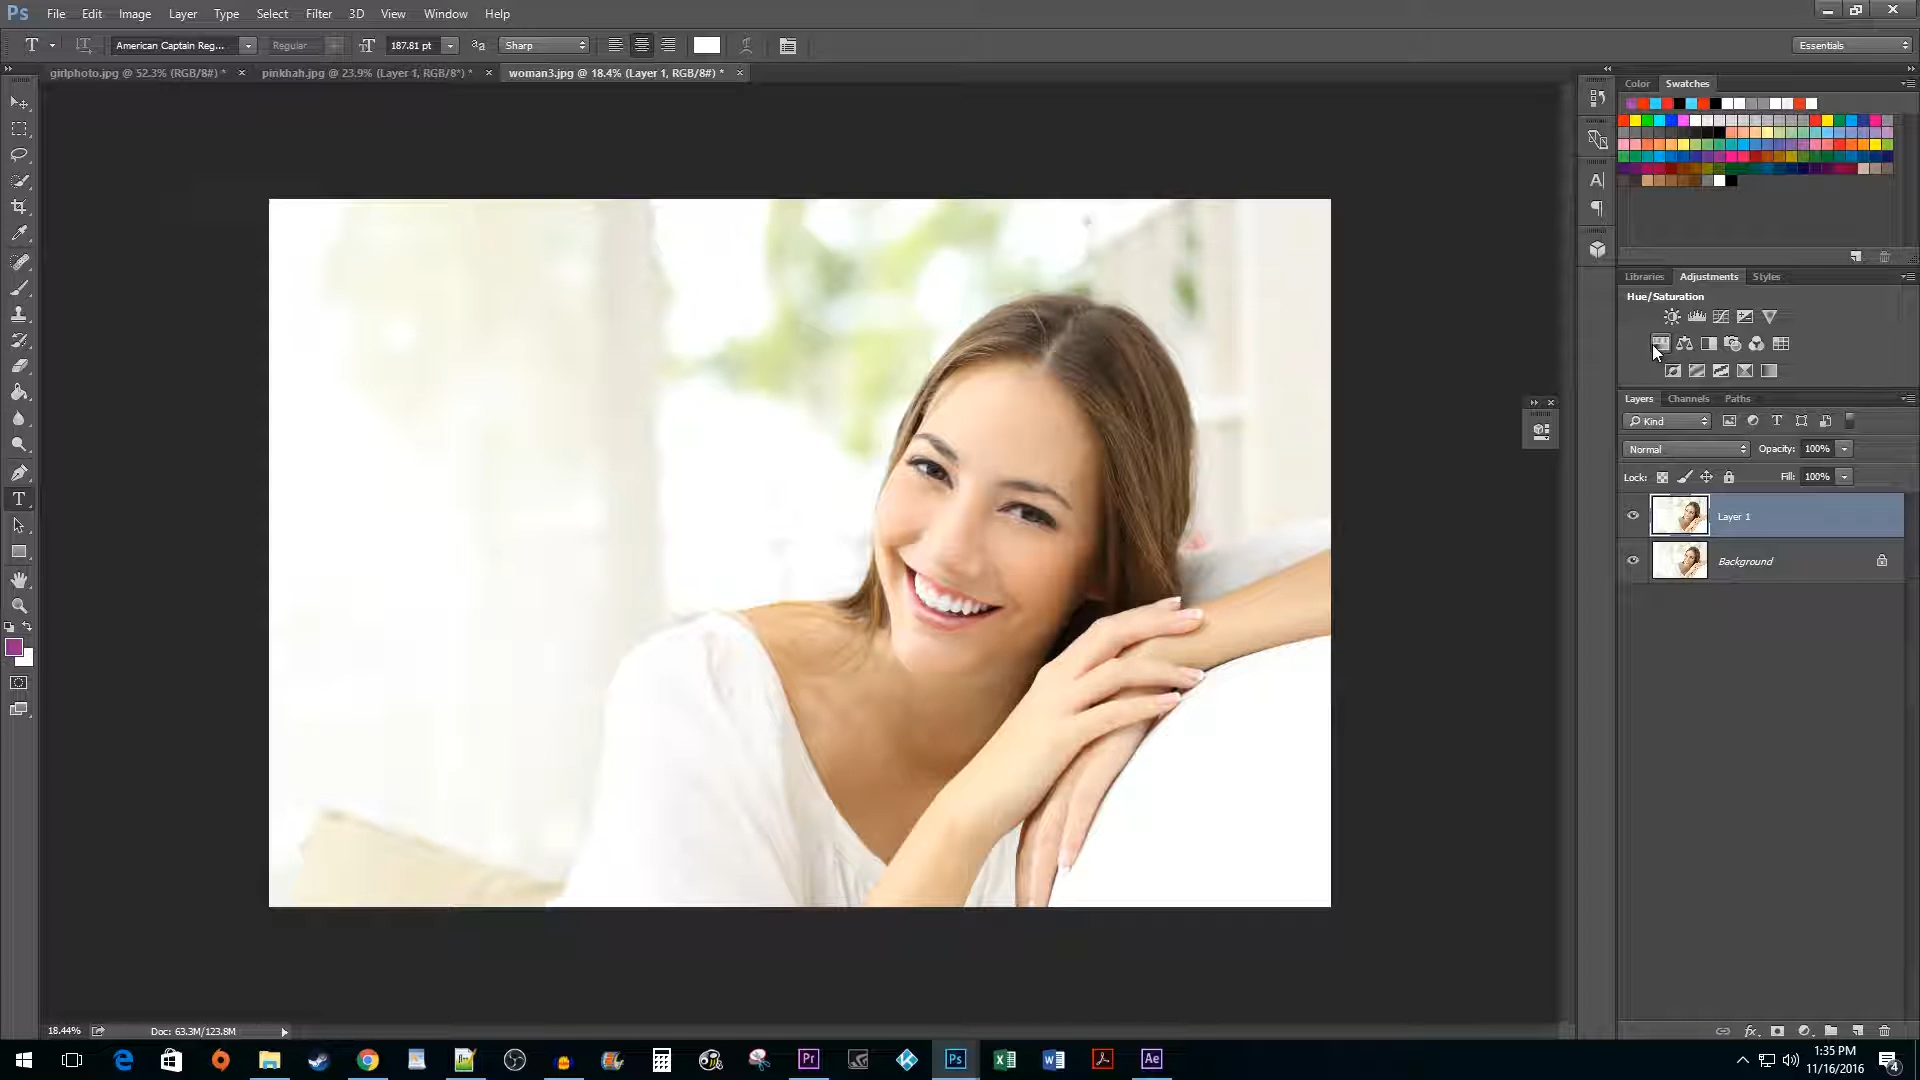 Ps File Edit Image Layer Type Select Filter 3D View Window Help
T American Captain Reg... Regular 187.81 pt Sharp Essentials
girlphoto.jpg @ 52.3% (RGB/8#) * pinkhah.jpg @ 23.9% (Layer 1, RGB/8*) * woman3.jpg @ 18.4% (Layer 1, RGB/8#) *
Color Swatches
Libraries Adjustments Styles
Hue/Saturation
Layers Channels Paths
Kind
Normal Opacity: 100%
Lock: Fill: 100%
Layer 1
Background
18.44% Doc: 63.3M/123.8M
1:35 PM
11/16/2016
4
Pr Ps Ae